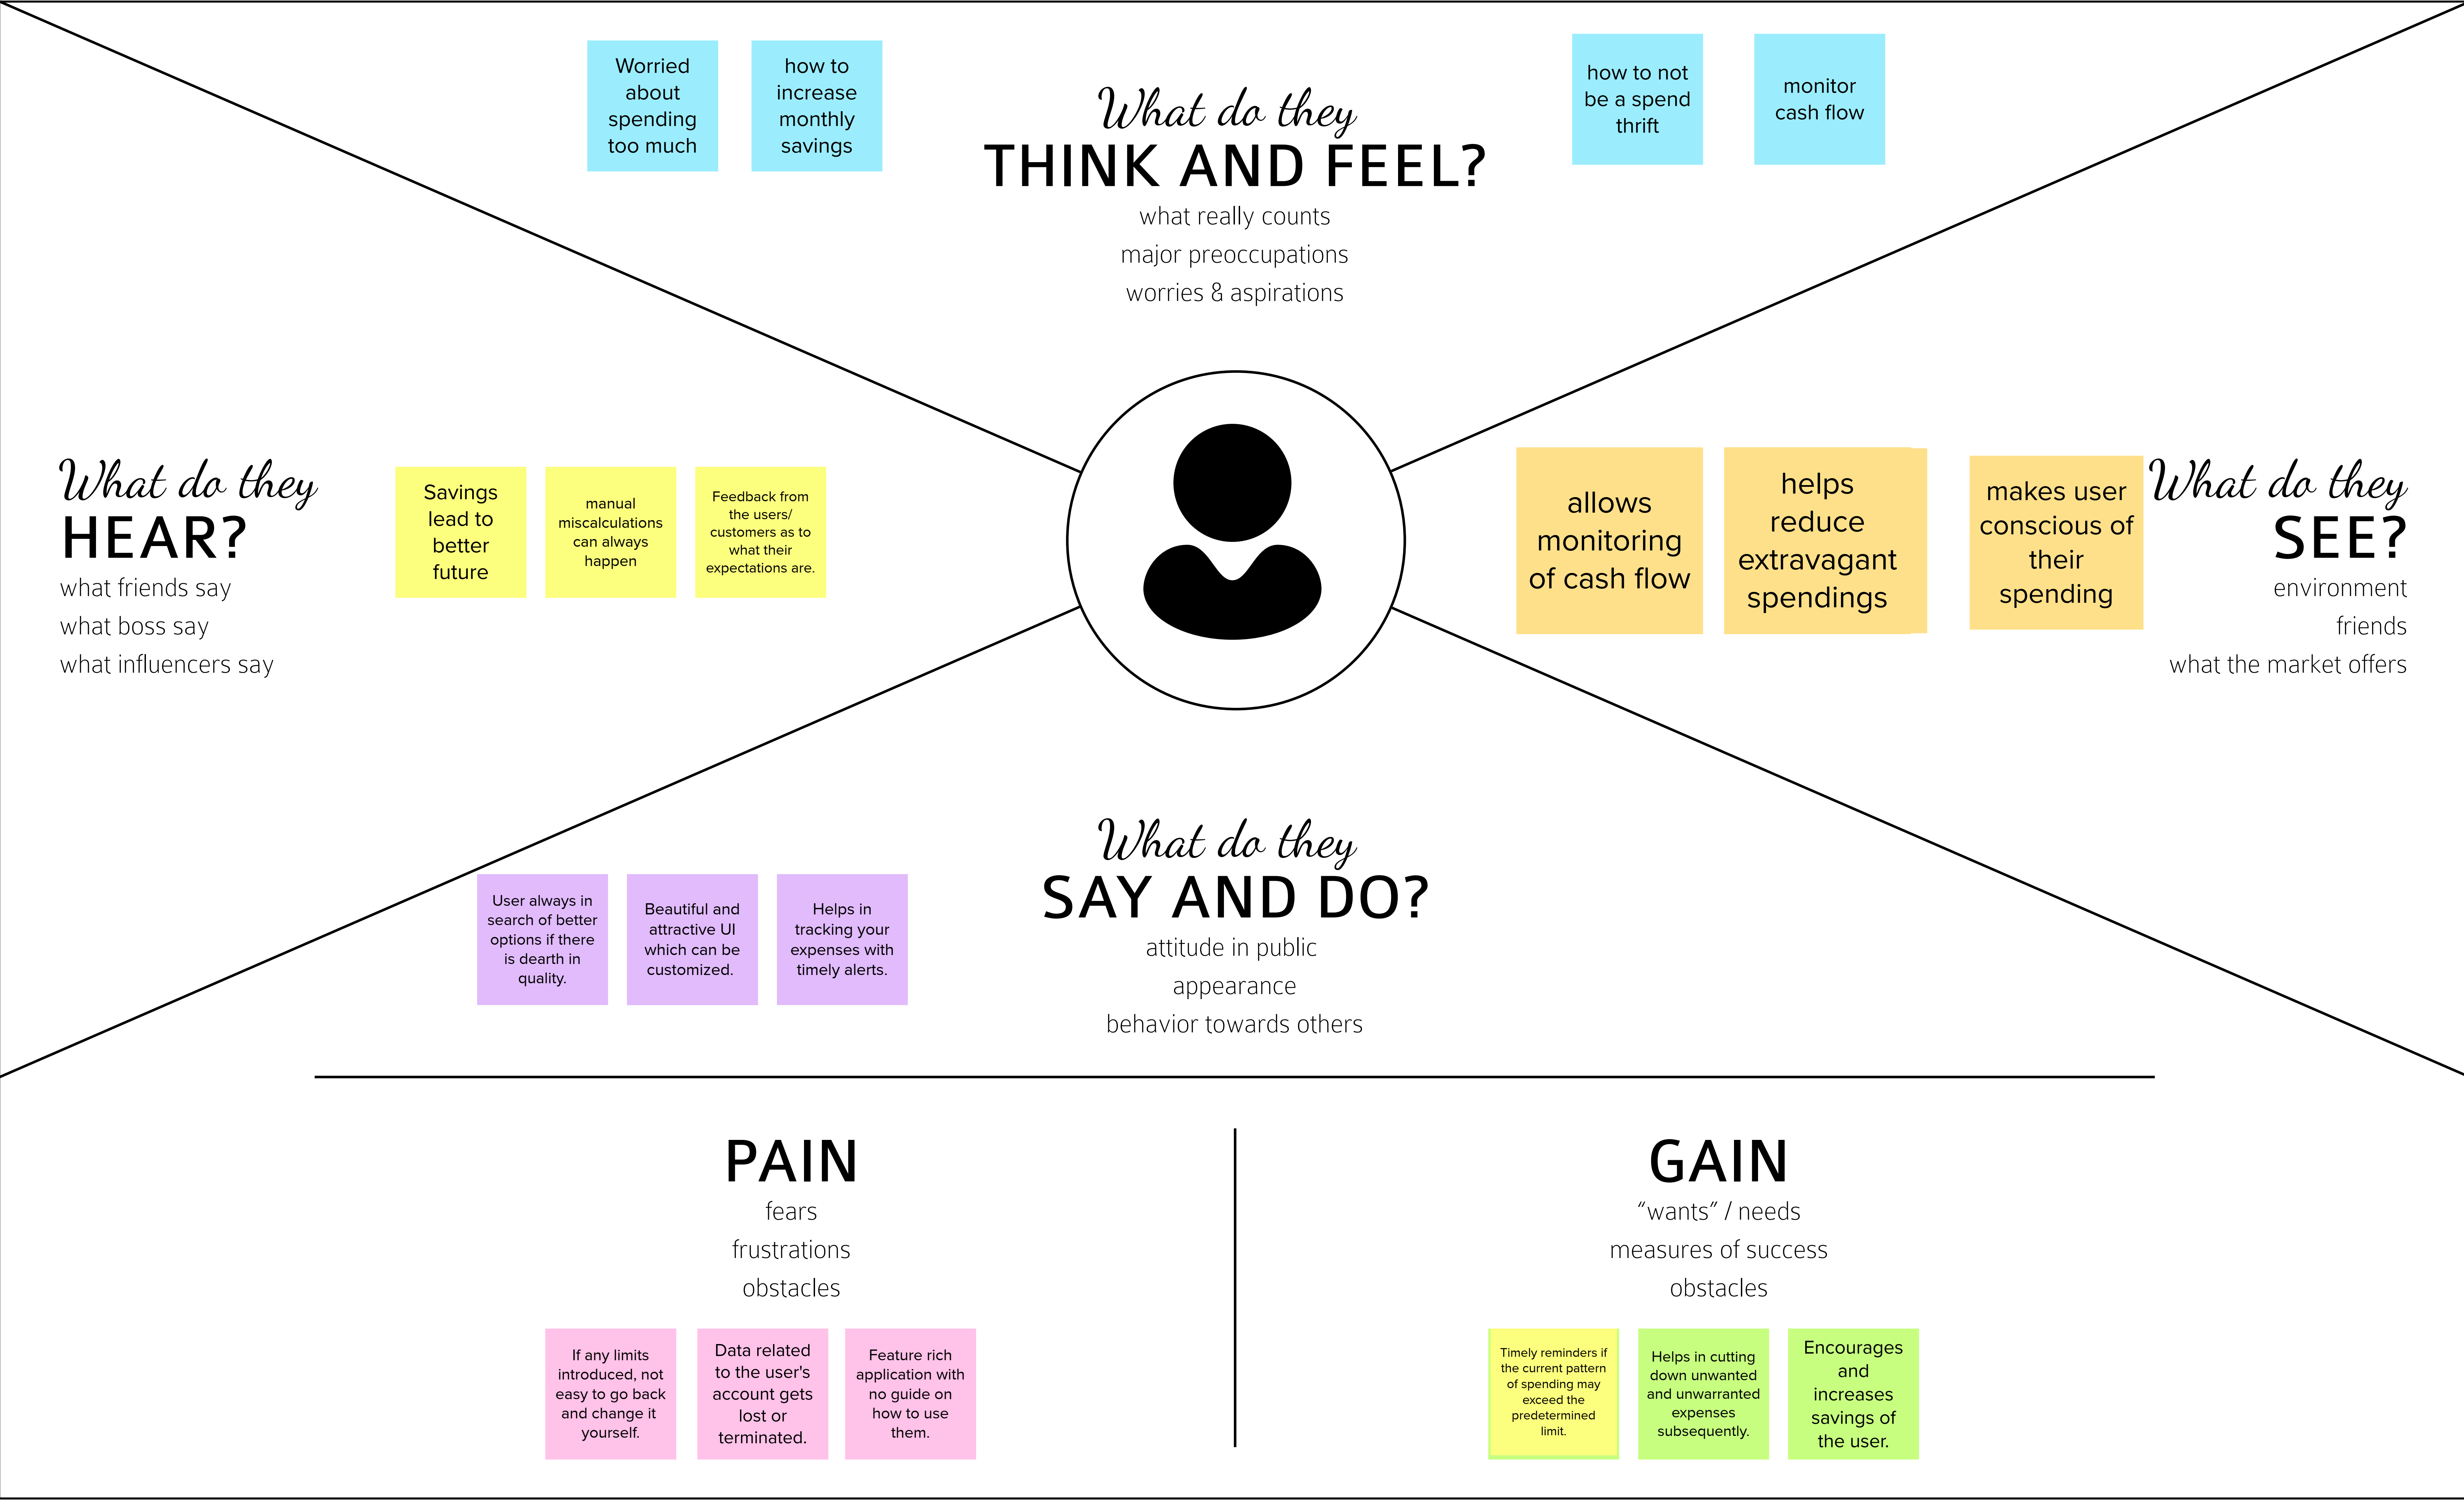 Worried
about
spending
too much
how to
increase
monthly
savings
What do they
THINK AND FEEL?
what really counts
major preoccupations
worries & aspirations
how to not
be a spend
thrift
monitor
cash flow
What do they
HEAR?
what friends say
what boss say
what influencers say
Savings
lead to
better
future
manual
miscalculations
can always
happen
Feedback from
the users/
customers as to
what their
expectations are.
allows
monitoring
of cash flow
helps
reduce
extravagant
spendings
makes user
conscious of
their
spending
What do they
SEE?
environment
friends
what the market offers
User always in
search of better
options if there
is dearth in
quality.
Beautiful and
attractive UI
which can be
customized.
Helps in
tracking your
expenses with
timely alerts.
What do they
SAY AND DO?
attitude in public
appearance
behavior towards others
PAIN
fears
frustrations
obstacles
If any limits
introduced, not
easy to go back
and change it
yourself.
Data related
to the user's
account gets
lost or
terminated.
Feature rich
application with
no guide on
how to use
them.
GAIN
“wants” / needs
measures of success
obstacles
Timely reminders if
the current pattern
of spending may
exceed the
predetermined
limit.
Helps in cutting
down unwanted
and unwarranted
expenses
subsequently.
Encourages
and
increases
savings of
the user.